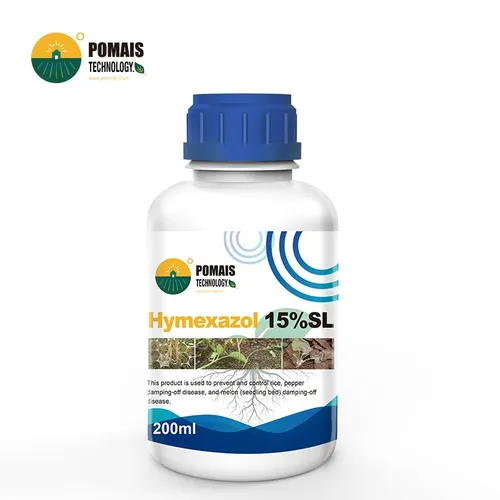 POMAIS
TECHNOLOGY.
POMAIS
TECHNOLOGY.
Hymexazol 15%SL
This product is used to prevent and control rice, pepper
damping-off disease, and melon (seedling bed) damping-off
disease.
200ml